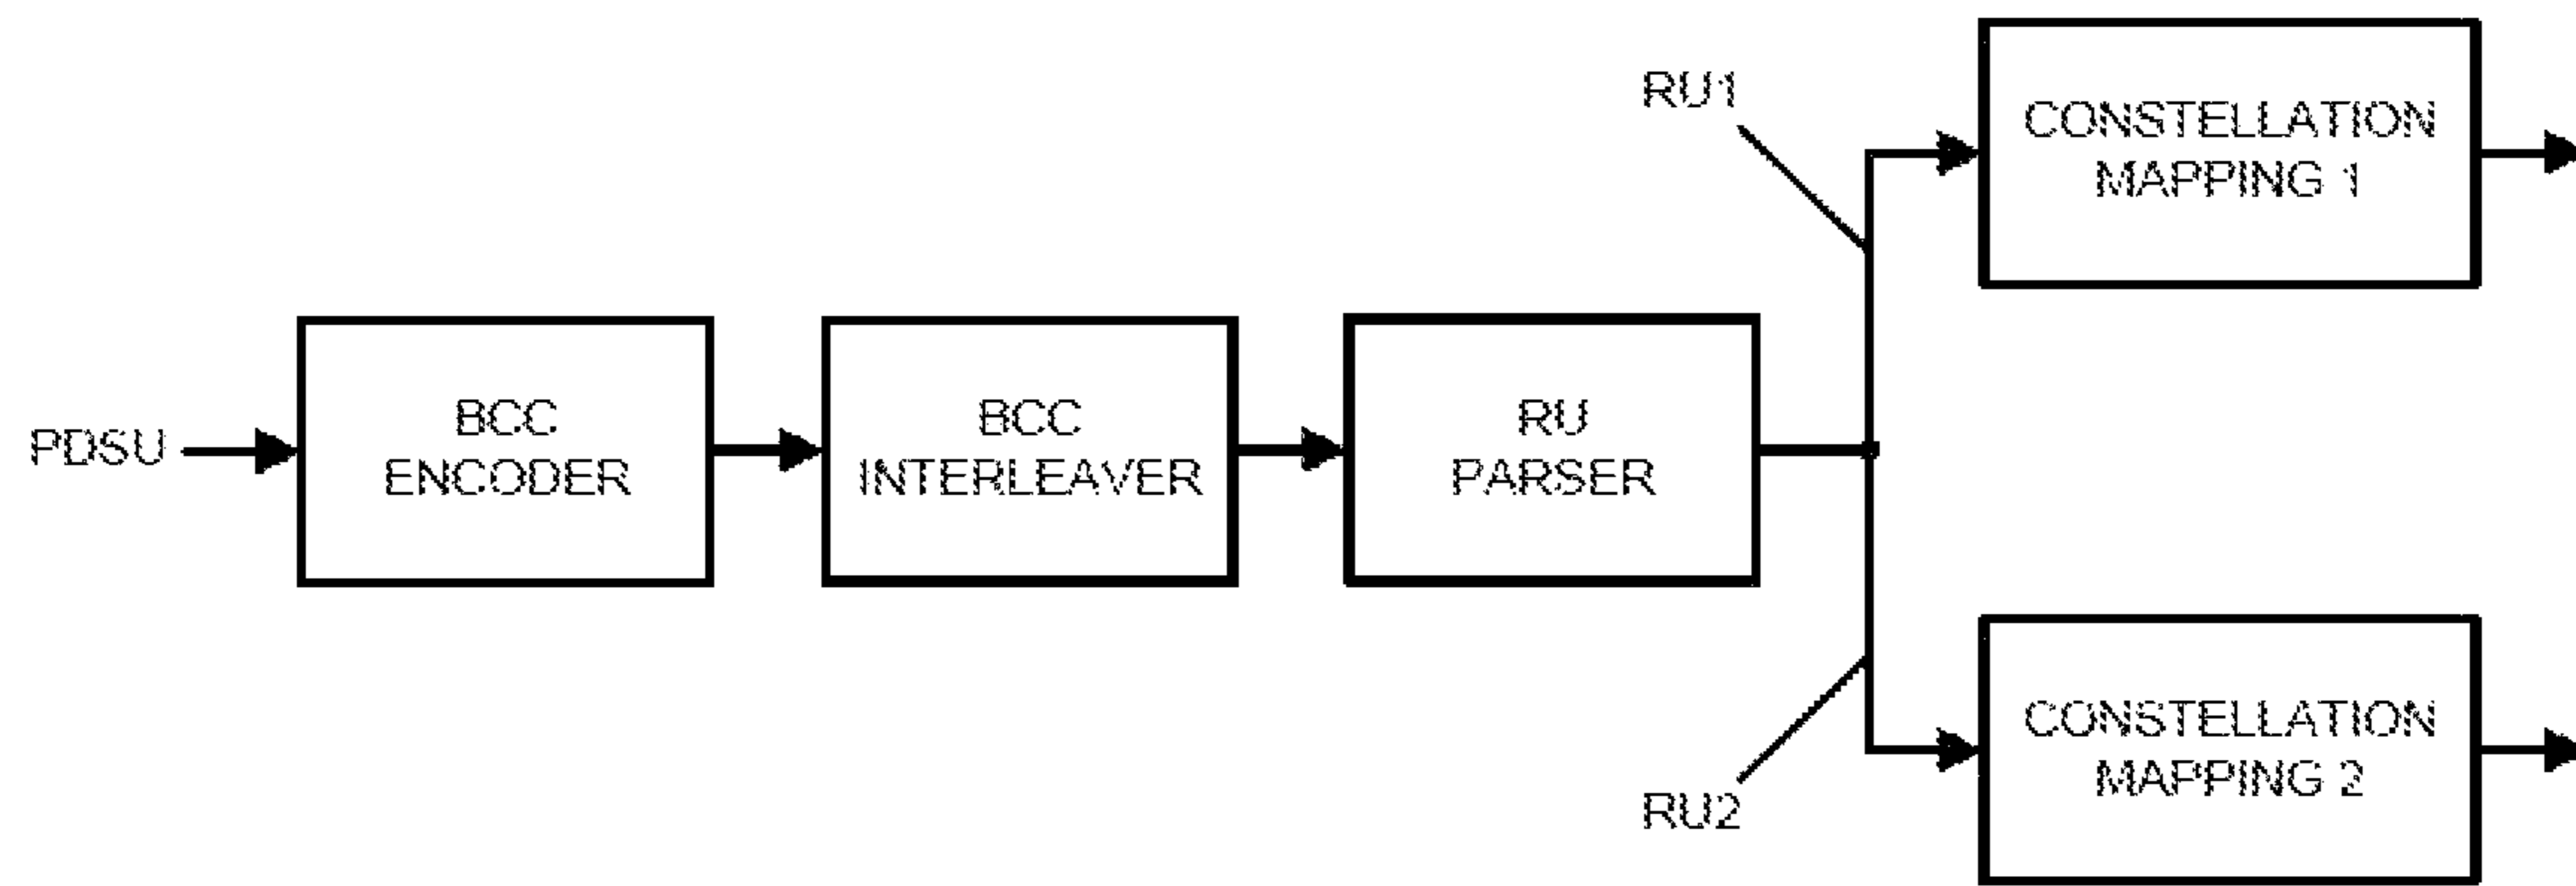 PDSU
BCC
ENCODER
BCC
INTERLEAVER
RU
PARSER
RU1
CONSTELLATION
MAPPING 1
RU2
CONSTELLATION
MAPPING 2